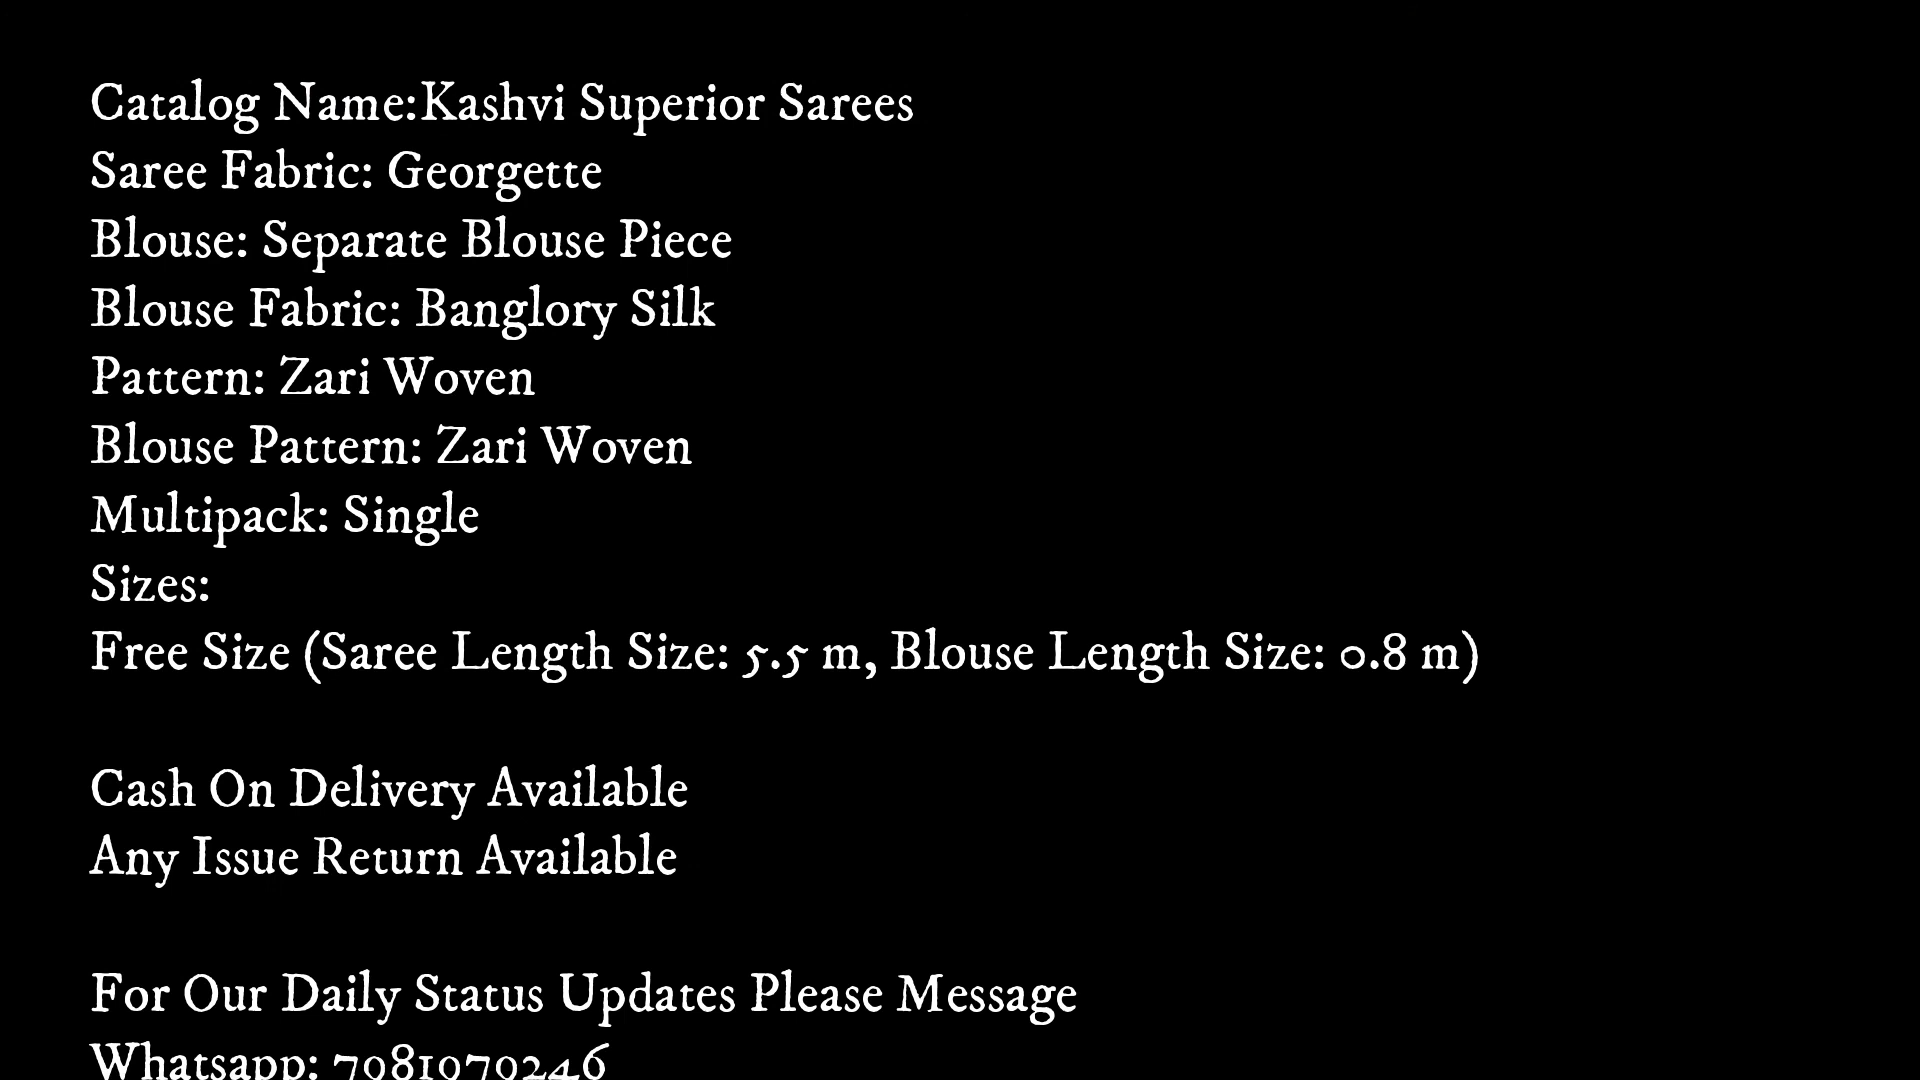 Catalog Name:Kashvi Superior Sarees
Saree Fabric: Georgette
Blouse: Separate Blouse Piece
Blouse Fabric: Banglory Silk
Pattern: Zari Woven
Blouse Pattern: Zari Woven
Multipack: Single
Sizes:
Free Size (Saree Length Size: 5.5 m, Blouse Length Size: 0.8 m)
Cash On Delivery Available
Any Issue Return Available
For Our Daily Status Updates Please Message
Whatsapp: 7081070246